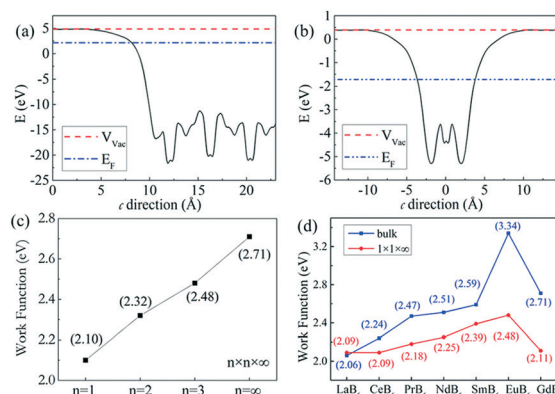 (a)
E (eV)
5
0
-5
-10
-15
-20
-25
V_Vac
E_F
0 5 10 15 20
c direction (Å)
(b)
E (eV)
1
0
-1
-2
-3
-4
-5
-6
V_Vac
E_F
-10 -5 0 5 10
c direction (Å)
(c)
Work Function (eV)
2.8
2.6
2.4
2.2
2.0
(2.10)
(2.32)
(2.48)
(2.71)
n×n×∞
n=1 n=2 n=3 n=∞
(d)
Work Function (eV)
3.2
2.8
2.4
2.0
bulk
1×1×∞
(3.34)
(2.59)
(2.71)
(2.47)
(2.51)
(2.24)
(2.09)
(2.06)
(2.09)
(2.18)
(2.25)
(2.39)
(2.48)
(2.11)
LaB CeB PrB NdB SmB EuB GdB